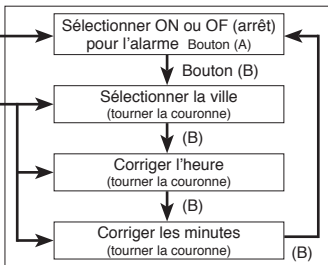 Sélectionner ON ou OF (arrêt)
pour l'alarme Bouton (A)
Bouton (B)
Sélectionner la ville
(tourner la couronne)
(B)
Corriger l'heure
(tourner la couronne)
(B)
Corriger les minutes
(tourner la couronne)
(B)